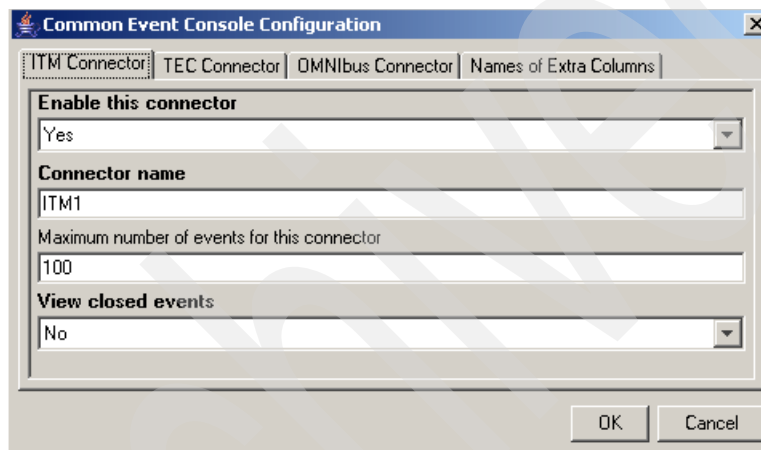 Common Event Console Configuration
ITM Connector TEC Connector OMNIbus Connector Names of Extra Columns
Enable this connector
Yes
Connector name
ITM1
Maximum number of events for this connector
100
View closed events
No
OK Cancel